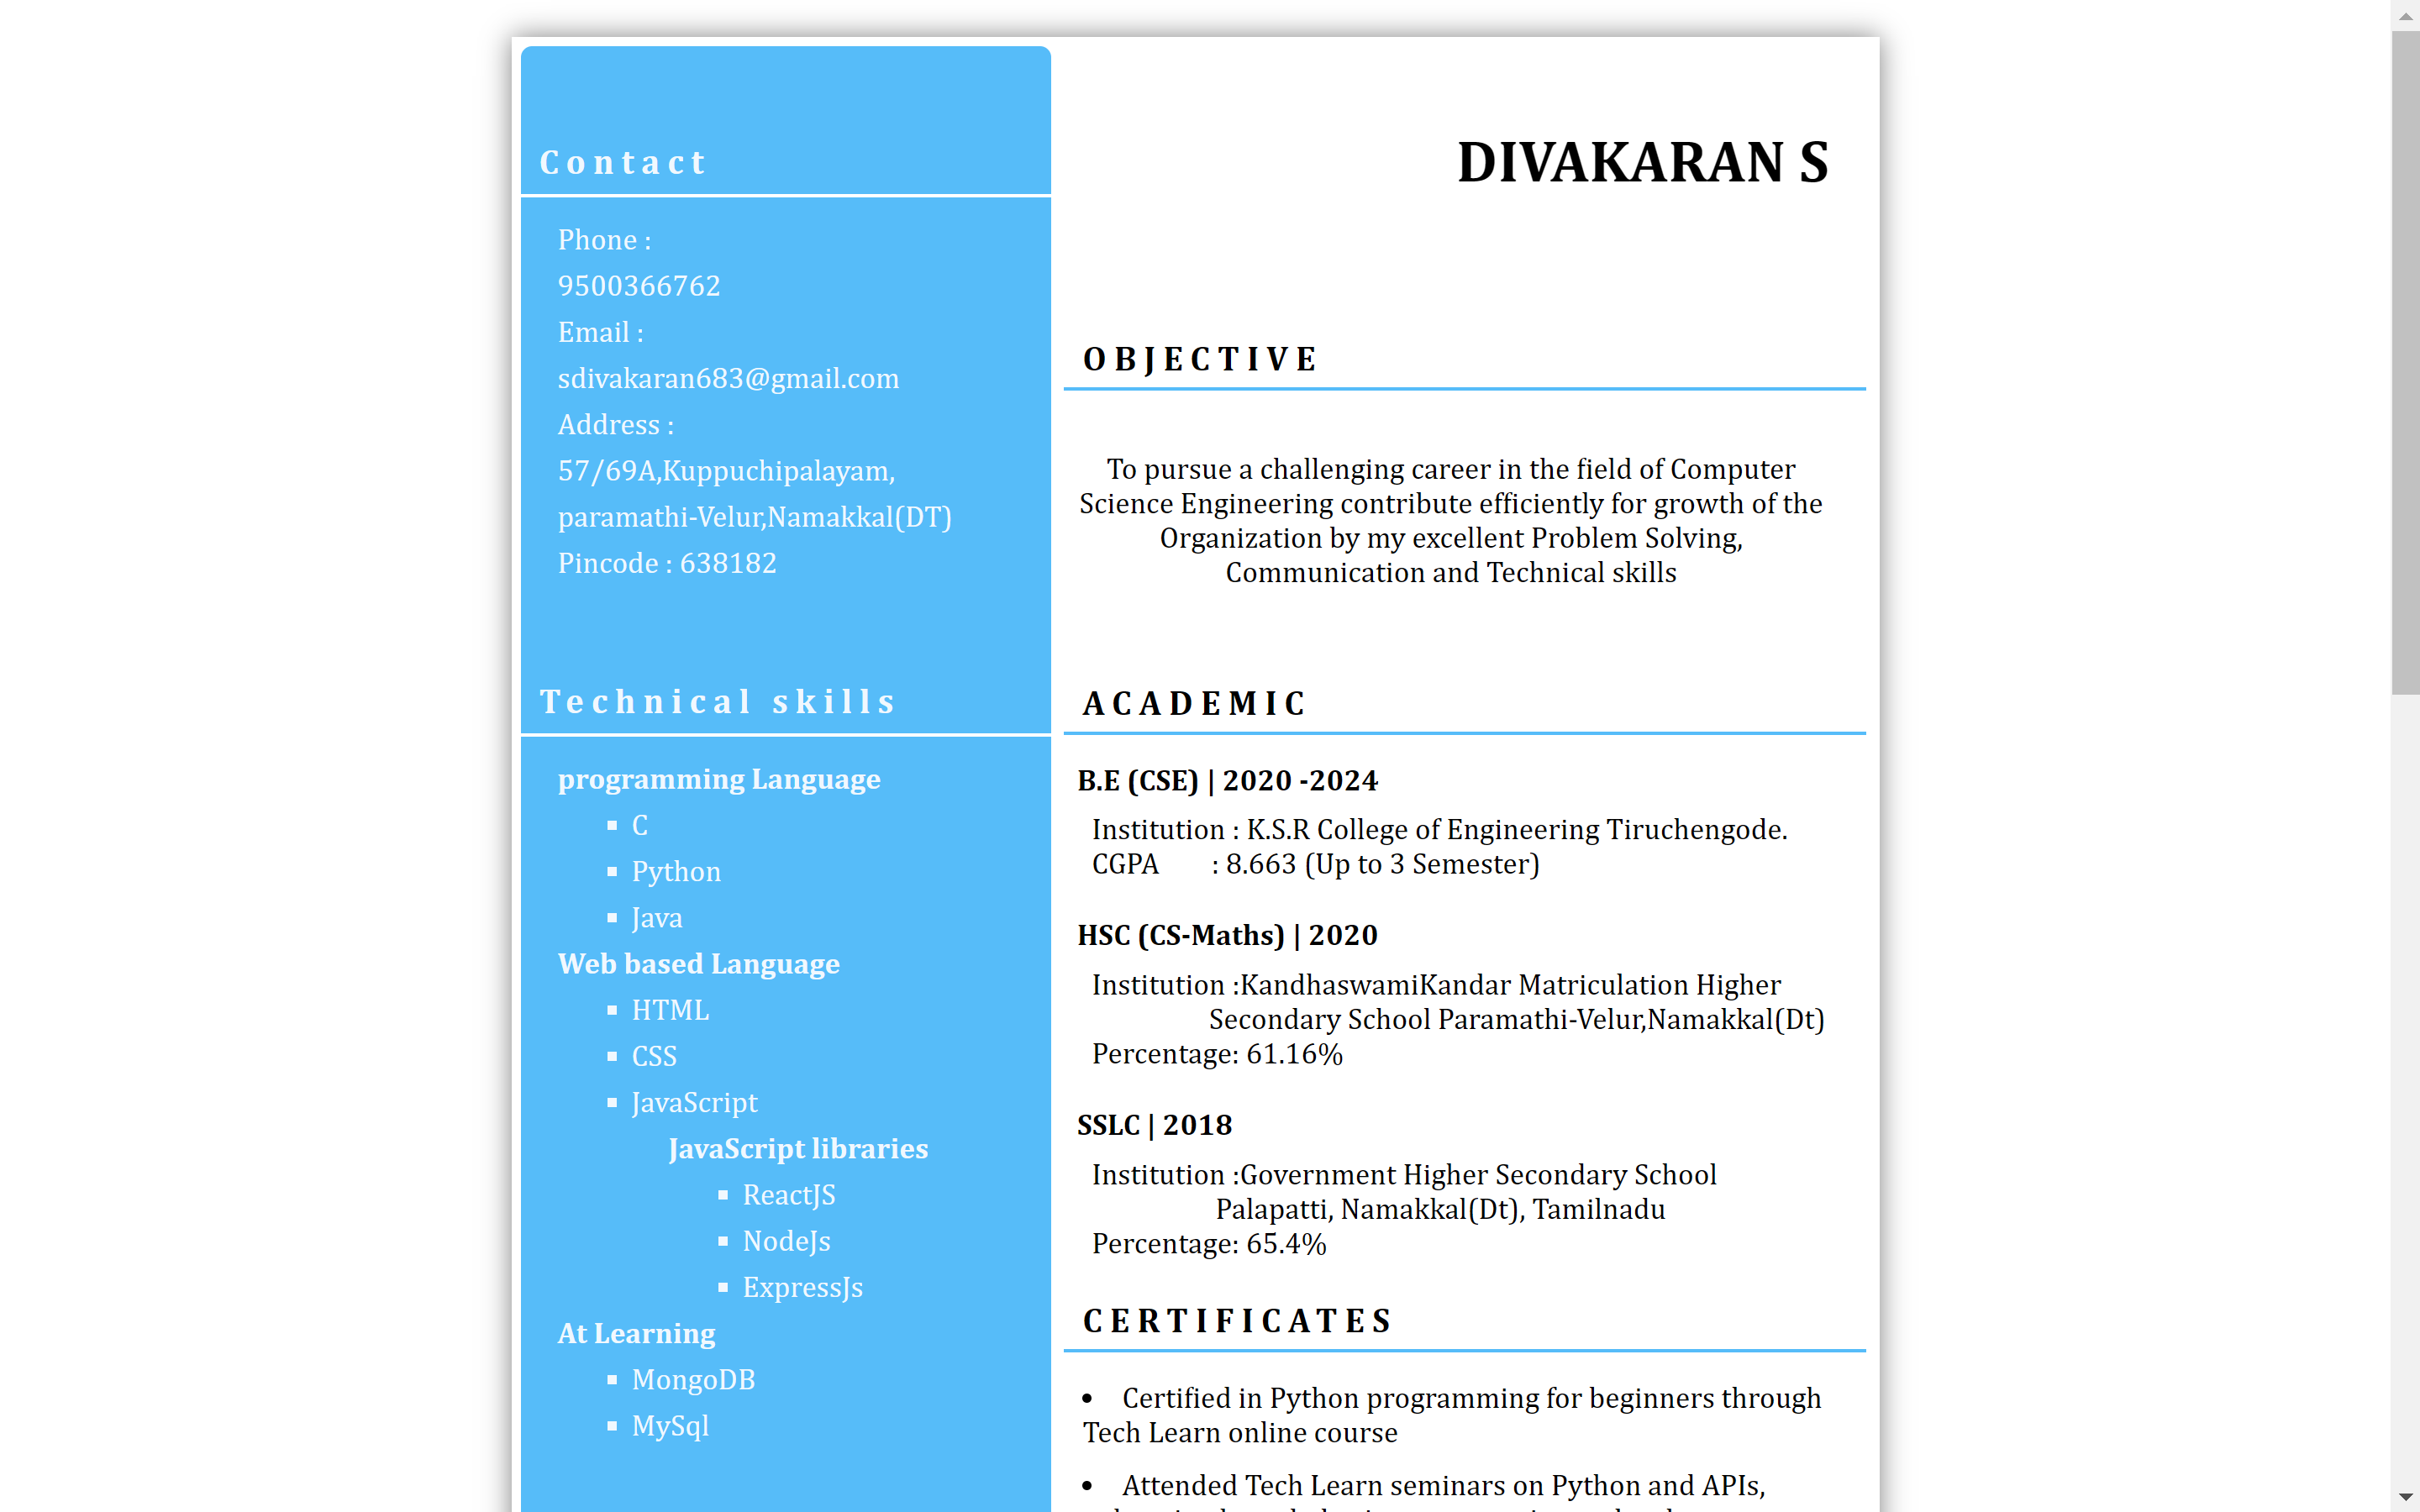 Contact
Phone :
9500366762
Email :
sdivakaran683@gmail.com
Address :
57/69A,Kuppuchipalayam,
paramathi-Velur,Namakkal(DT)
Pincode : 638182
Technical skills
programming Language
▪ C
▪ Python
▪ Java
Web based Language
▪ HTML
▪ CSS
▪ JavaScript
JavaScript libraries
▪ ReactJS
▪ NodeJs
▪ ExpressJs
At Learning
▪ MongoDB
▪ MySql
DIVAKARAN S
OBJECTIVE
To pursue a challenging career in the field of Computer
Science Engineering contribute efficiently for growth of the
Organization by my excellent Problem Solving,
Communication and Technical skills
ACADEMIC
B.E (CSE) | 2020 -2024
Institution : K.S.R College of Engineering Tiruchengode.
CGPA : 8.663 (Up to 3 Semester)
HSC (CS-Maths) | 2020
Institution :KandhaswamiKandar Matriculation Higher
Secondary School Paramathi-Velur,Namakkal(Dt)
Percentage: 61.16%
SSLC | 2018
Institution :Government Higher Secondary School
Palapatti, Namakkal(Dt), Tamilnadu
Percentage: 65.4%
CERTIFICATES
• Certified in Python programming for beginners through
Tech Learn online course
• Attended Tech Learn seminars on Python and APIs,